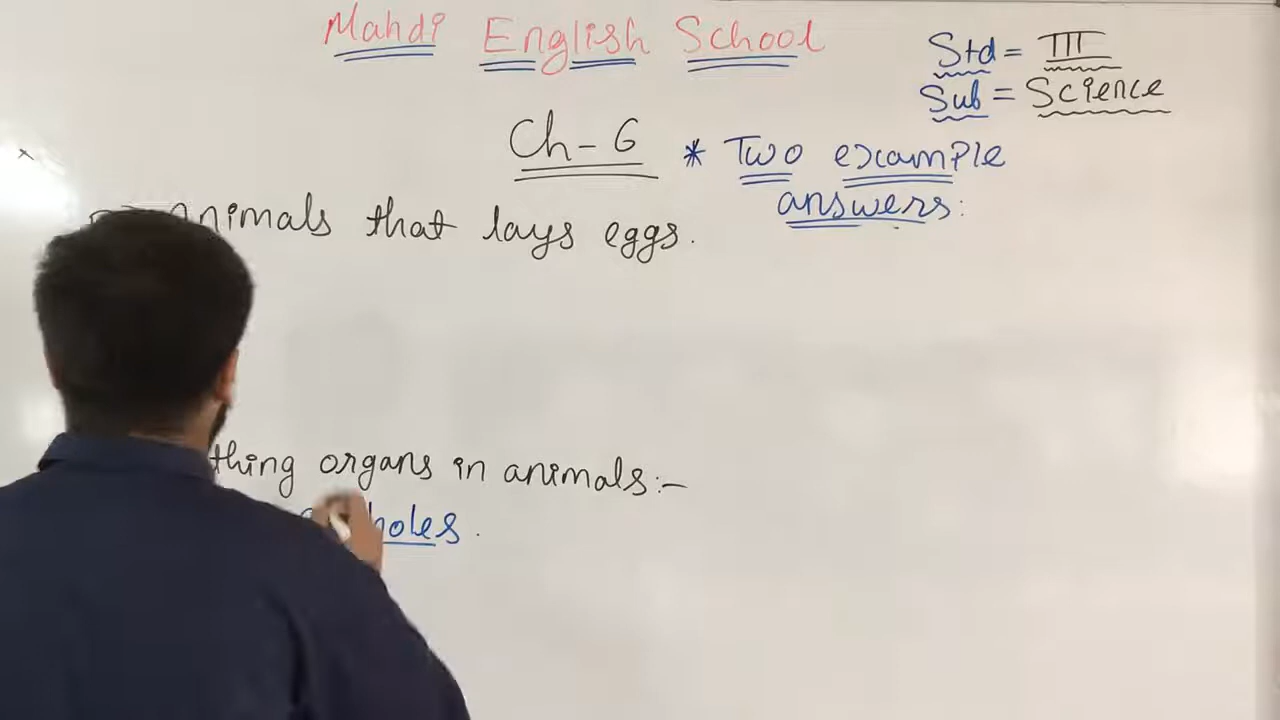 Mahdi English School
Std = III
Sub = Science
Ch - 6 * Two example
answers:
animals that lays eggs.
thing organs in animals:-
holes.